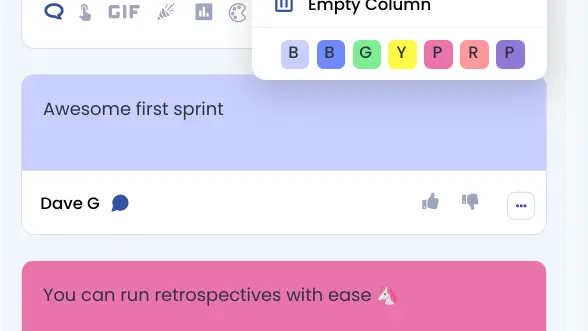 Empty Column
GIF
B B G Y P R P
Awesome first sprint
Dave G
You can run retrospectives with ease 🦄